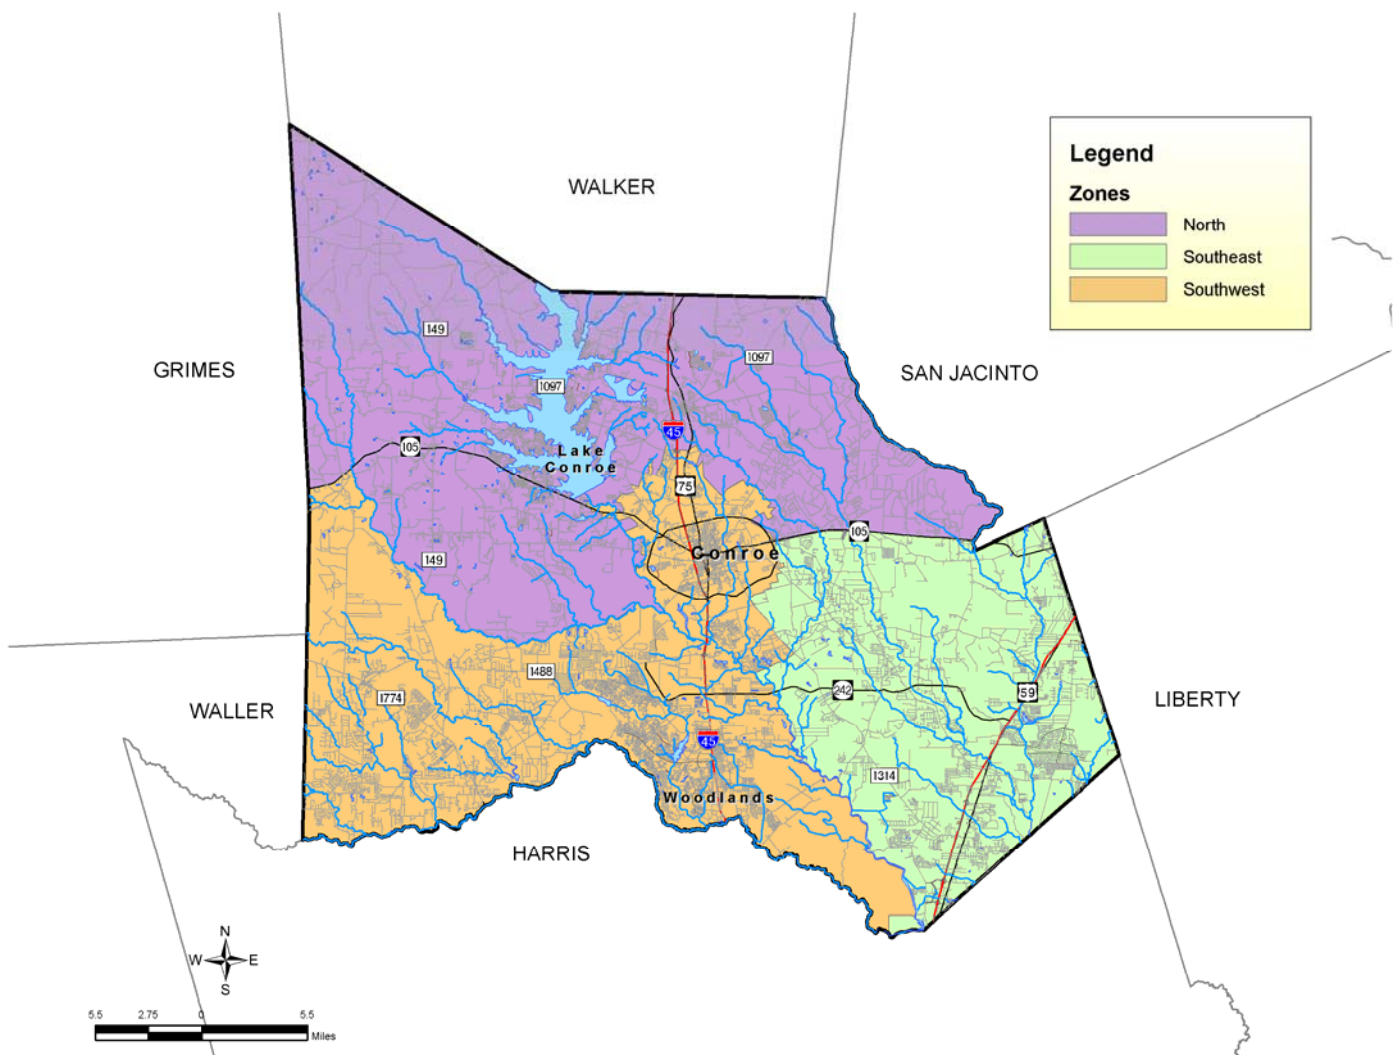 WALKER
Legend
Zones
North
Southeast
Southwest
149
1097
1097
GRIMES
SAN JACINTO
45
105
Lake
Conroe
75
105
Conroe
149
1488
242
59
1774
WALLER
LIBERTY
45
1314
Woodlands
HARRIS
N
W E
S
5.5 2.75 0 5.5
Miles